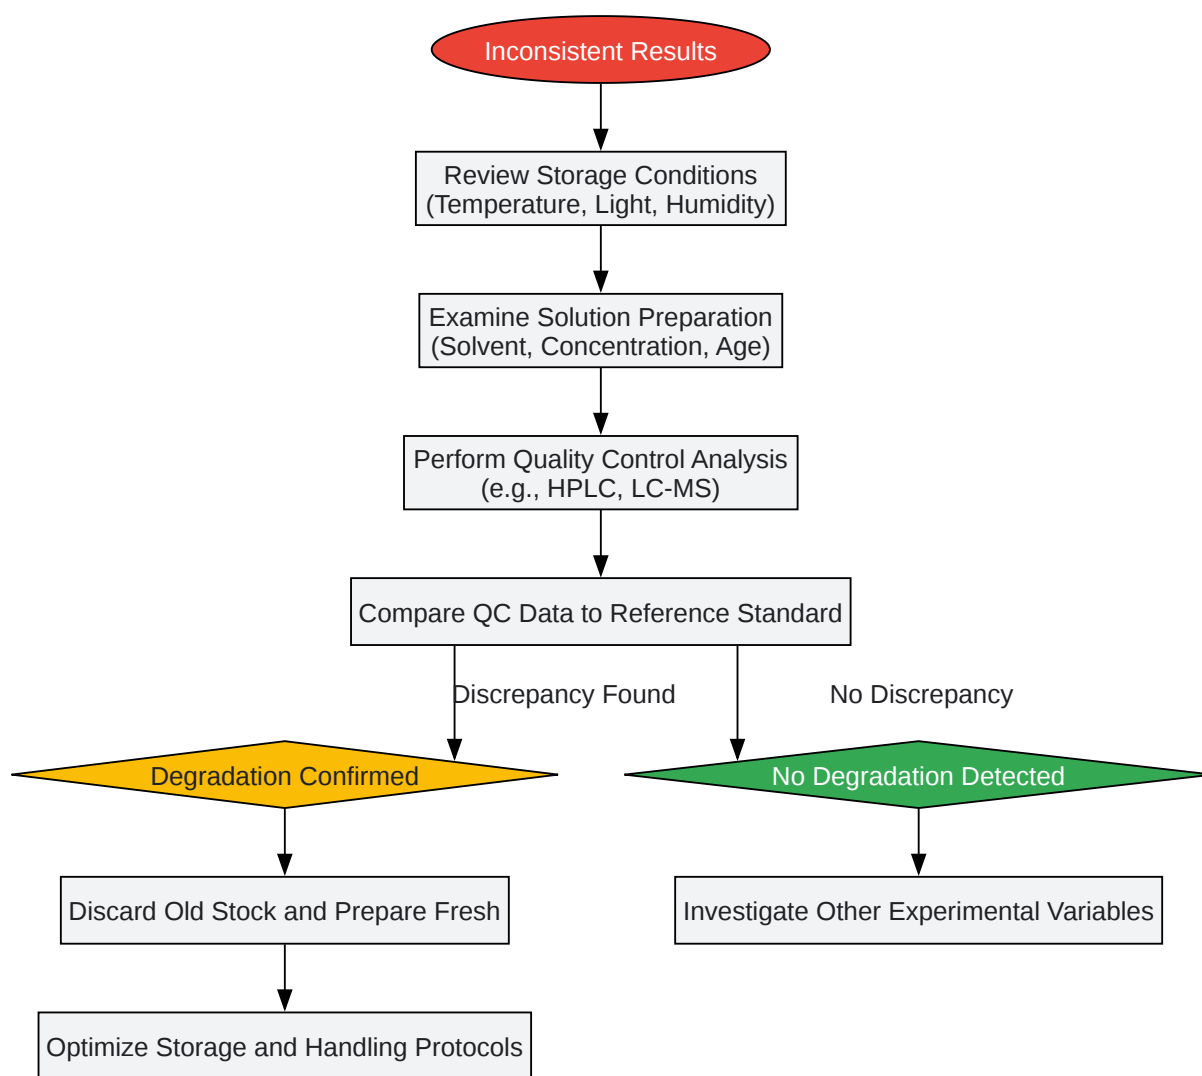 Inconsistent Results
Review Storage Conditions
(Temperature, Light, Humidity)
Examine Solution Preparation
(Solvent, Concentration, Age)
Perform Quality Control Analysis
(e.g., HPLC, LC-MS)
Compare QC Data to Reference Standard
Discrepancy Found
No Discrepancy
Degradation Confirmed
No Degradation Detected
Discard Old Stock and Prepare Fresh
Investigate Other Experimental Variables
Optimize Storage and Handling Protocols